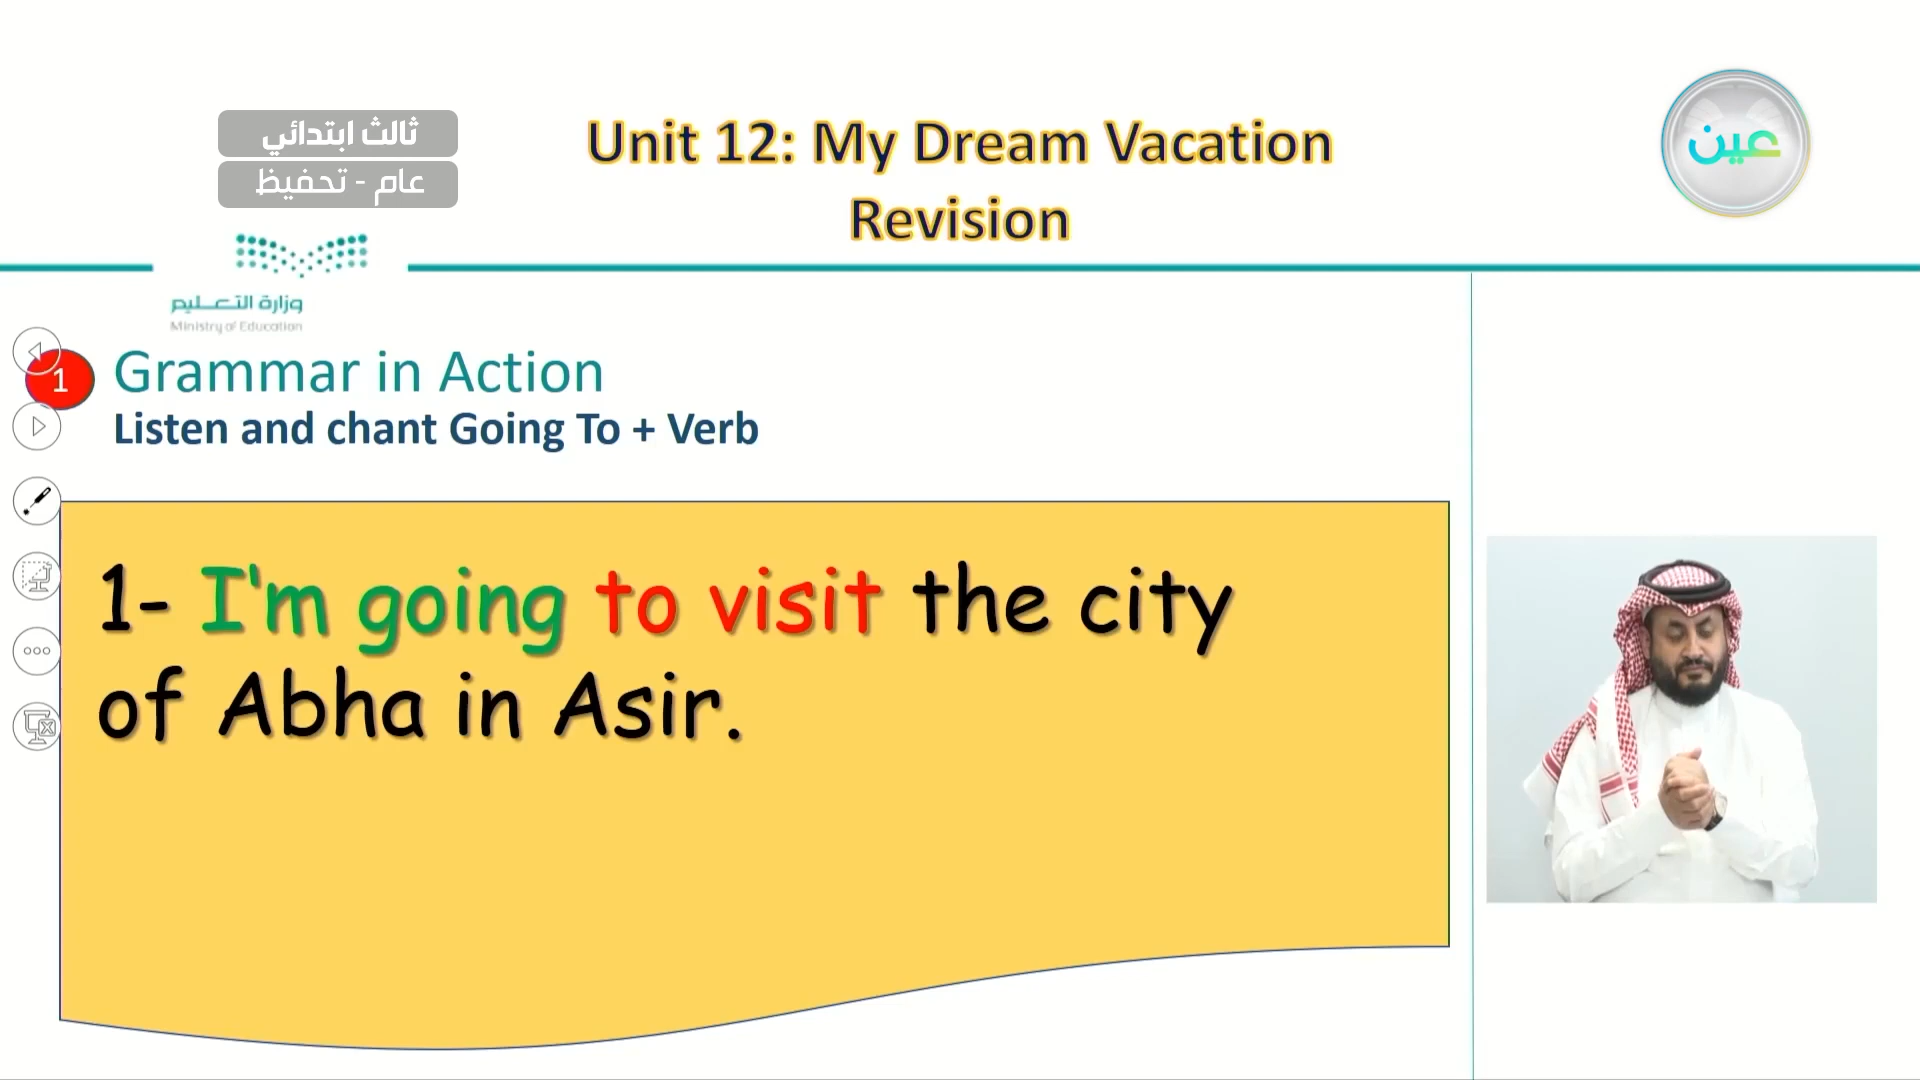 ثالث ابتدائي
عام - تحفيظ
Unit 12: My Dream Vacation
Revision
عين
وزارة التعليم
Ministry of Education
1
Grammar in Action
Listen and chant Going To + Verb
1- I'm going to visit the city
of Abha in Asir.